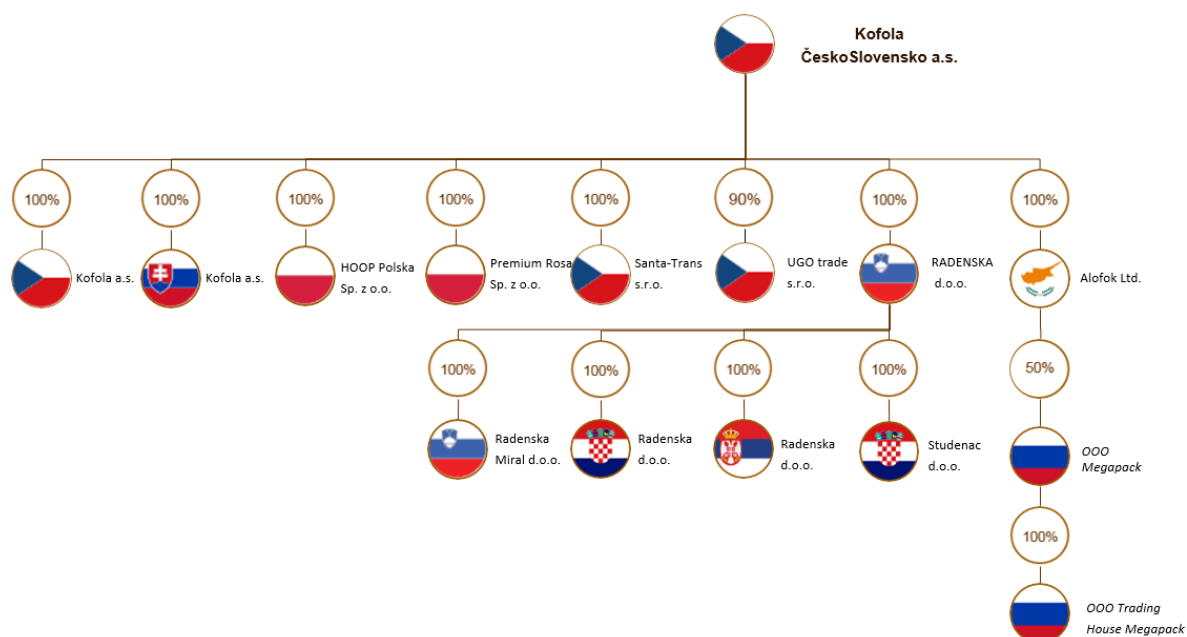 Kofola
ČeskoSlovensko a.s.
100%
100%
100%
100%
100%
90%
100%
100%
Kofola a.s.
Kofola a.s.
HOOP Polska
Sp. z o.o.
Premium Rosa
Sp. z o.o.
Santa-Trans
s.r.o.
UGO trade
s.r.o.
RADENSKA
d.o.o.
Alofok Ltd.
100%
100%
100%
100%
50%
Radenska
Miral d.o.o.
Radenska
d.o.o.
Radenska
d.o.o.
Studenac
d.o.o.
OOO
Megapack
100%
OOO Trading
House Megapack